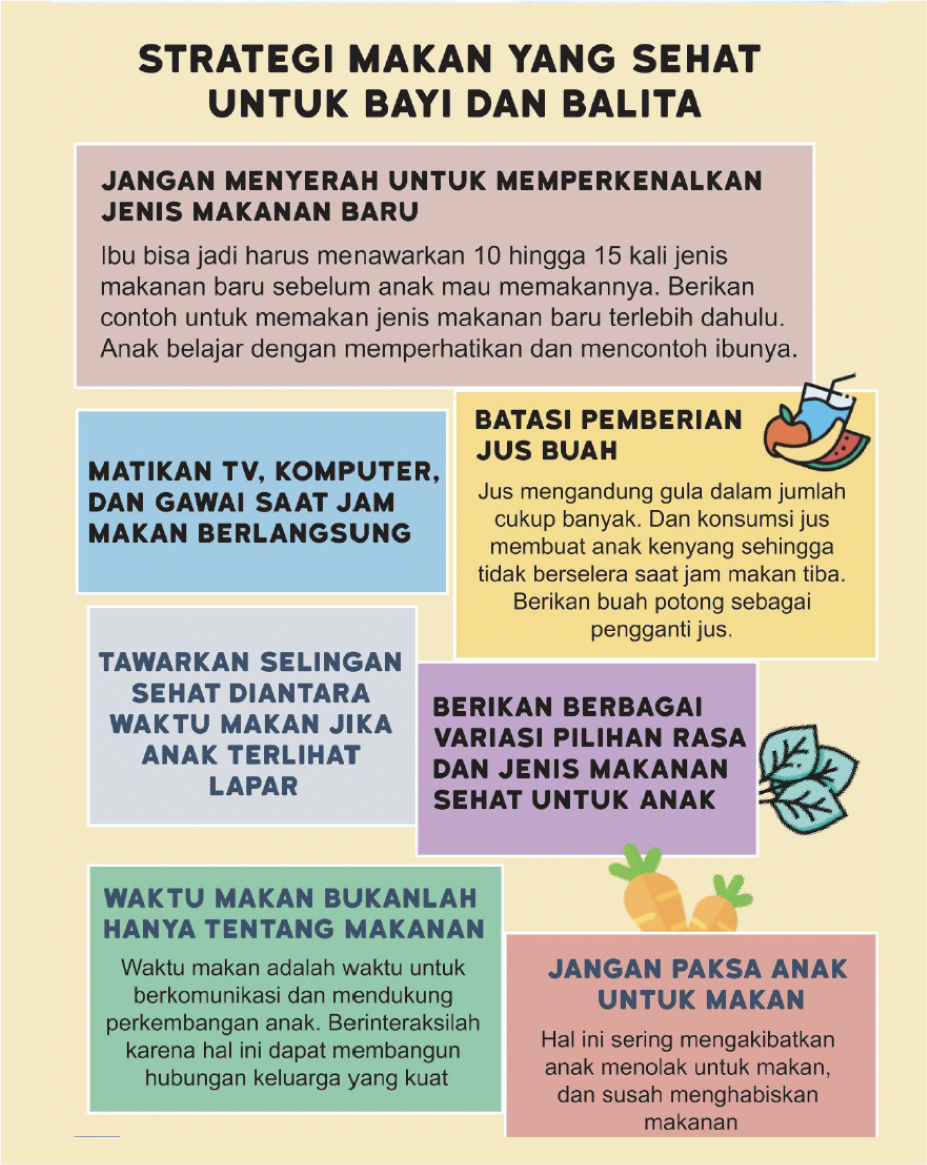 STRATEGI MAKAN YANG SEHAT
UNTUK BAYI DAN BALITA
JANGAN MENYERAH UNTUK MEMPERKENALKAN
JENIS MAKANAN BARU
Ibu bisa jadi harus menawarkan 10 hingga 15 kali jenis
makanan baru sebelum anak mau memakannya. Berikan
contoh untuk memakan jenis makanan baru terlebih dahulu.
Anak belajar dengan memperhatikan dan mencontoh ibunya.
MATIKAN TV, KOMPUTER,
DAN GAWAI SAAT JAM
MAKAN BERLANGSUNG
BATASI PEMBERIAN
JUS BUAH
Jus mengandung gula dalam jumlah
cukup banyak. Dan konsumsi jus
membuat anak kenyang sehingga
tidak berselera saat jam makan tiba.
Berikan buah potong sebagai
pengganti jus.
TAWARKAN SELINGAN
SEHAT DIANTARA
WAKTU MAKAN JIKA
ANAK TERLIHAT
LAPAR
BERIKAN BERBAGAI
VARIASI PILIHAN RASA
DAN JENIS MAKANAN
SEHAT UNTUK ANAK
WAKTU MAKAN BUKANLAH
HANYA TENTANG MAKANAN
Waktu makan adalah waktu untuk
berkomunikasi dan mendukung
perkembangan anak. Berinteraksilah
karena hal ini dapat membangun
hubungan keluarga yang kuat
JANGAN PAKSA ANAK
UNTUK MAKAN
Hal ini sering mengakibatkan
anak menolak untuk makan,
dan susah menghabiskan
makanan